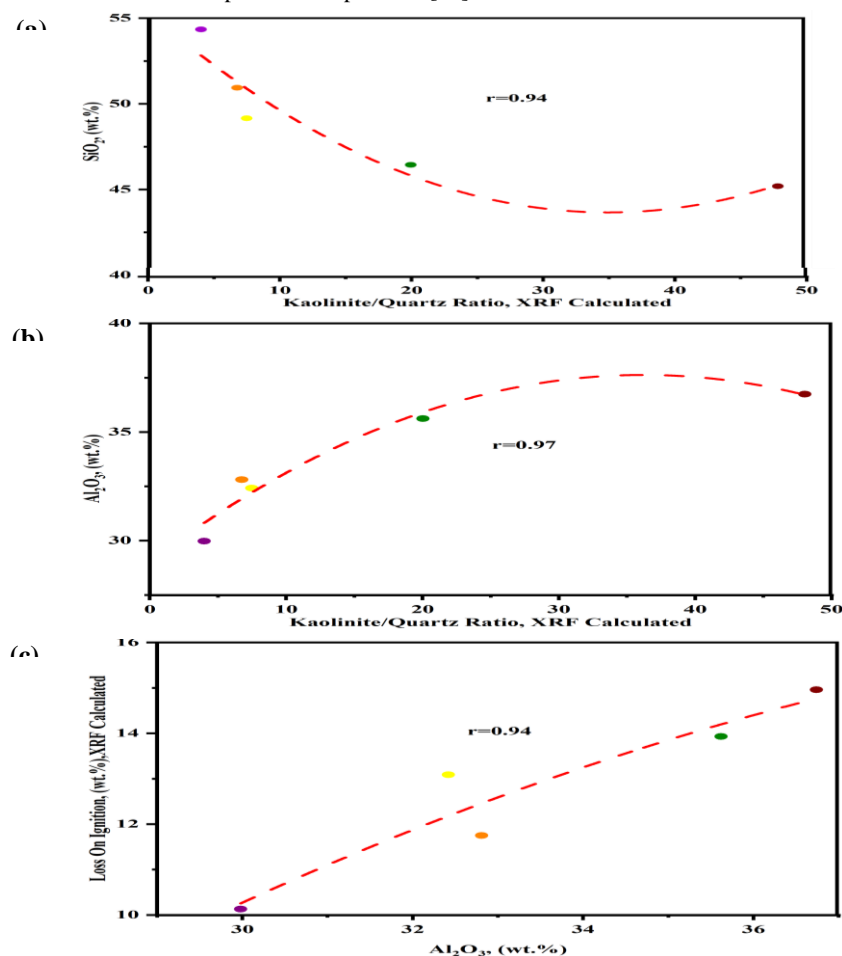 (a)
55
50
45
40
SiO₂, (wt.%)
r=0.94
0 10 20 30 40 50
Kaolinite/Quartz Ratio, XRF Calculated
(b)
40
35
30
Al₂O₃, (wt.%)
r=0.97
0 10 20 30 40 50
Kaolinite/Quartz Ratio, XRF Calculated
(c)
16
14
12
10
Loss On Ignition, (wt.%),XRF Calculated
r=0.94
30 32 34 36
Al₂O₃, (wt.%)